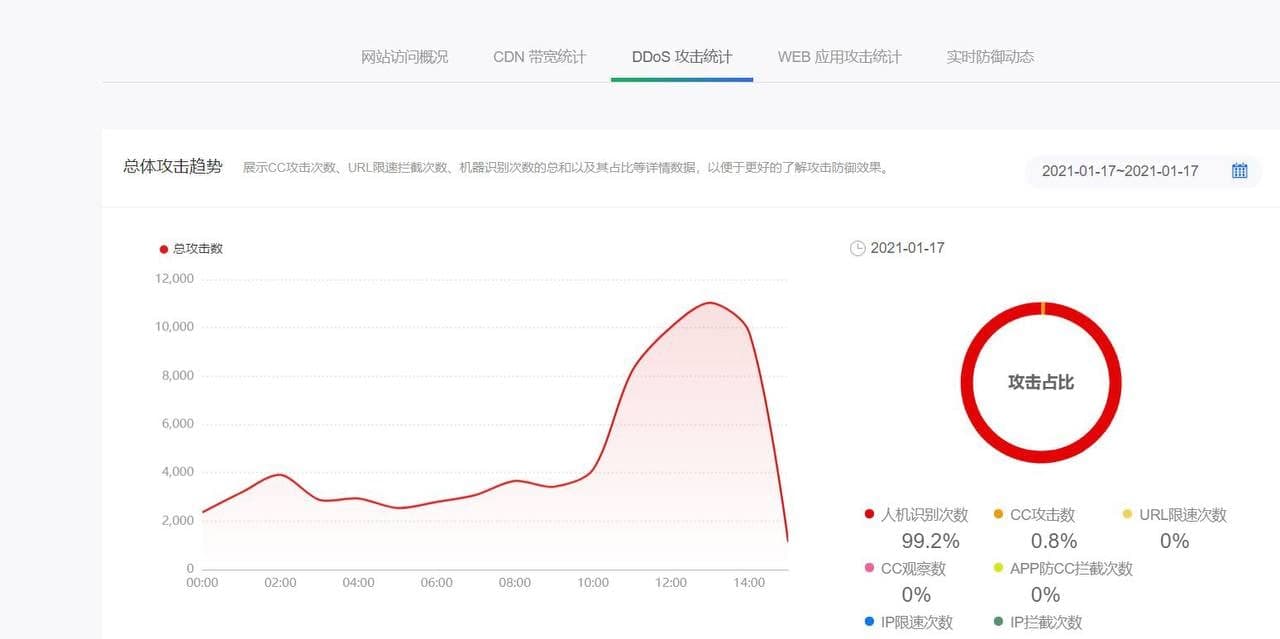 网站访问概况 CDN 带宽统计 DDoS 攻击统计 WEB 应用攻击统计 实时防御动态
总体攻击趋势 展示CC攻击次数、URL限速拦截次数、机器识别次数的总和以及其占比等详情数据，以便于更好的了解攻击防御效果。 2021-01-17~2021-01-17
总攻击数
12,000
10,000
8,000
6,000
4,000
2,000
0
00:00 02:00 04:00 06:00 08:00 10:00 12:00 14:00
2021-01-17
攻击占比
人机识别次数 CC攻击数 URL限速次数
99.2% 0.8% 0%
CC观察数 APP防CC拦截次数
0% 0%
IP限速次数 IP拦截次数